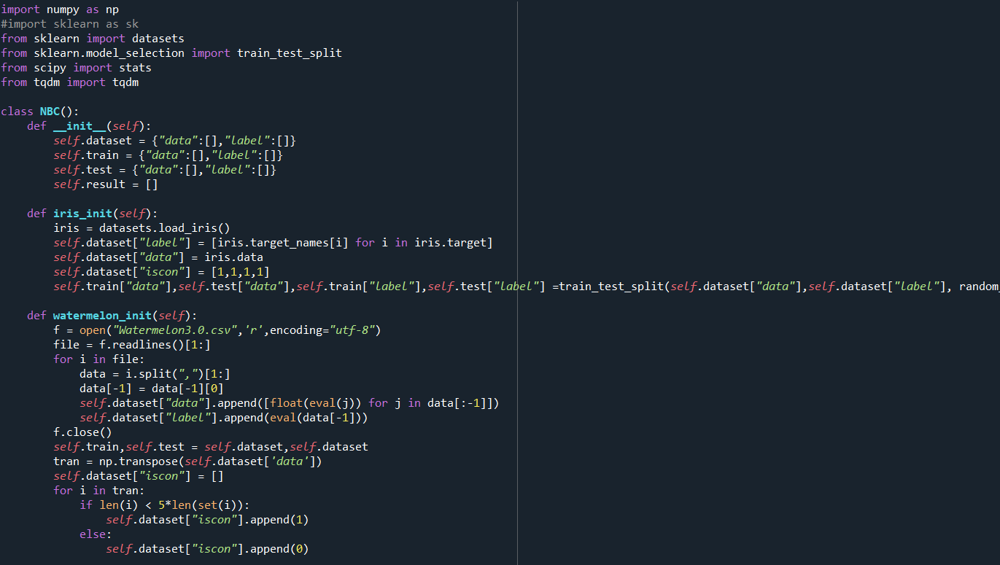 import numpy as np
#import sklearn as sk
from sklearn import datasets
from sklearn.model_selection import train_test_split
from scipy import stats
from tqdm import tqdm

class NBC():
    def __init__(self):
        self.dataset = {"data":[],"label":[]}
        self.train = {"data":[],"label":[]}
        self.test = {"data":[],"label":[]}
        self.result = []

    def iris_init(self):
        iris = datasets.load_iris()
        self.dataset["label"] = [iris.target_names[i] for i in iris.target]
        self.dataset["data"] = iris.data
        self.dataset["iscon"] = [1,1,1,1]
        self.train["data"],self.test["data"],self.train["label"],self.test["label"] =train_test_split(self.dataset["data"],self.dataset["label"], random_

    def watermelon_init(self):
        f = open("Watermelon3.0.csv",'r',encoding="utf-8")
        file = f.readlines()[1:]
        for i in file:
            data = i.split(",")[1:]
            data[-1] = data[-1][0]
            self.dataset["data"].append([float(eval(j)) for j in data[:-1]])
            self.dataset["label"].append(eval(data[-1]))
        f.close()
        self.train,self.test = self.dataset,self.dataset
        tran = np.transpose(self.dataset['data'])
        self.dataset["iscon"] = []
        for i in tran:
            if len(i) < 5*len(set(i)):
                self.dataset["iscon"].append(1)
            else:
                self.dataset["iscon"].append(0)